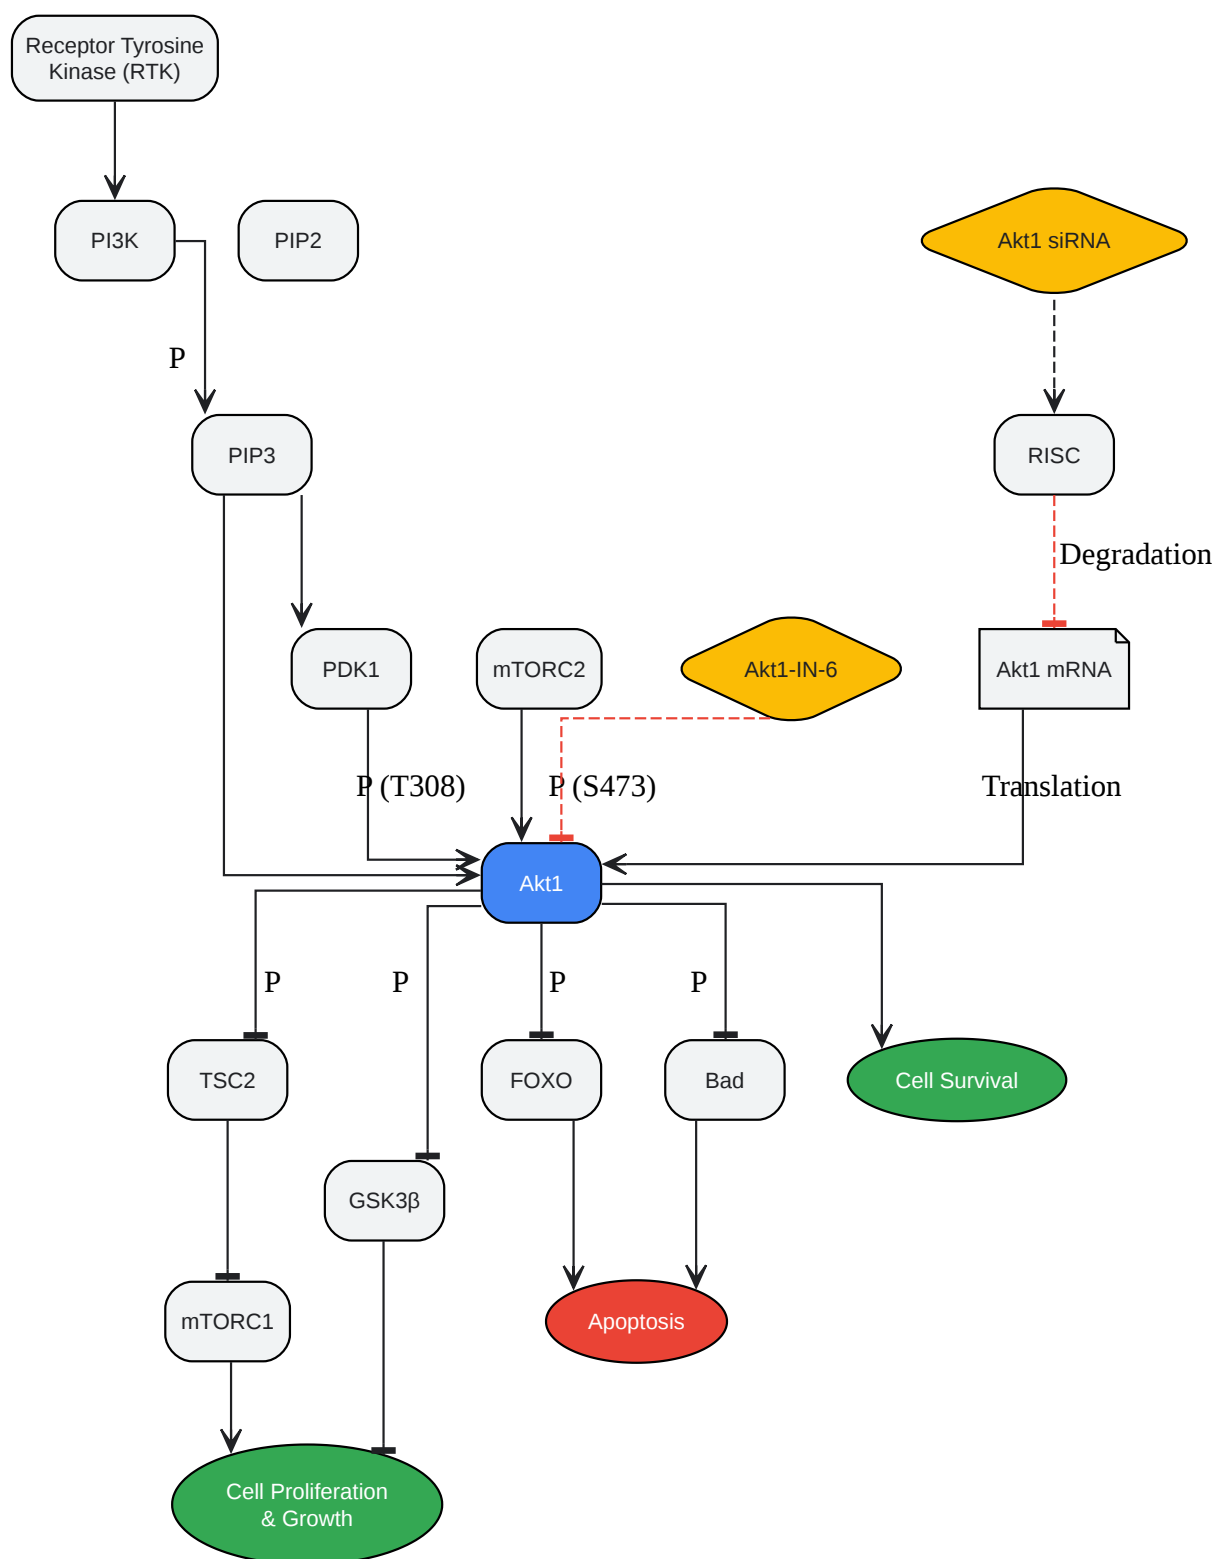 Receptor Tyrosine
Kinase (RTK)
PI3K
PIP2
Akt1 siRNA
P
PIP3
RISC
Degradation
PDK1
mTORC2
Akt1-IN-6
Akt1 mRNA
P (T308)
P (S473)
Translation
Akt1
P
P
P
P
TSC2
FOXO
Bad
Cell Survival
GSK3β
mTORC1
Apoptosis
Cell Proliferation
& Growth